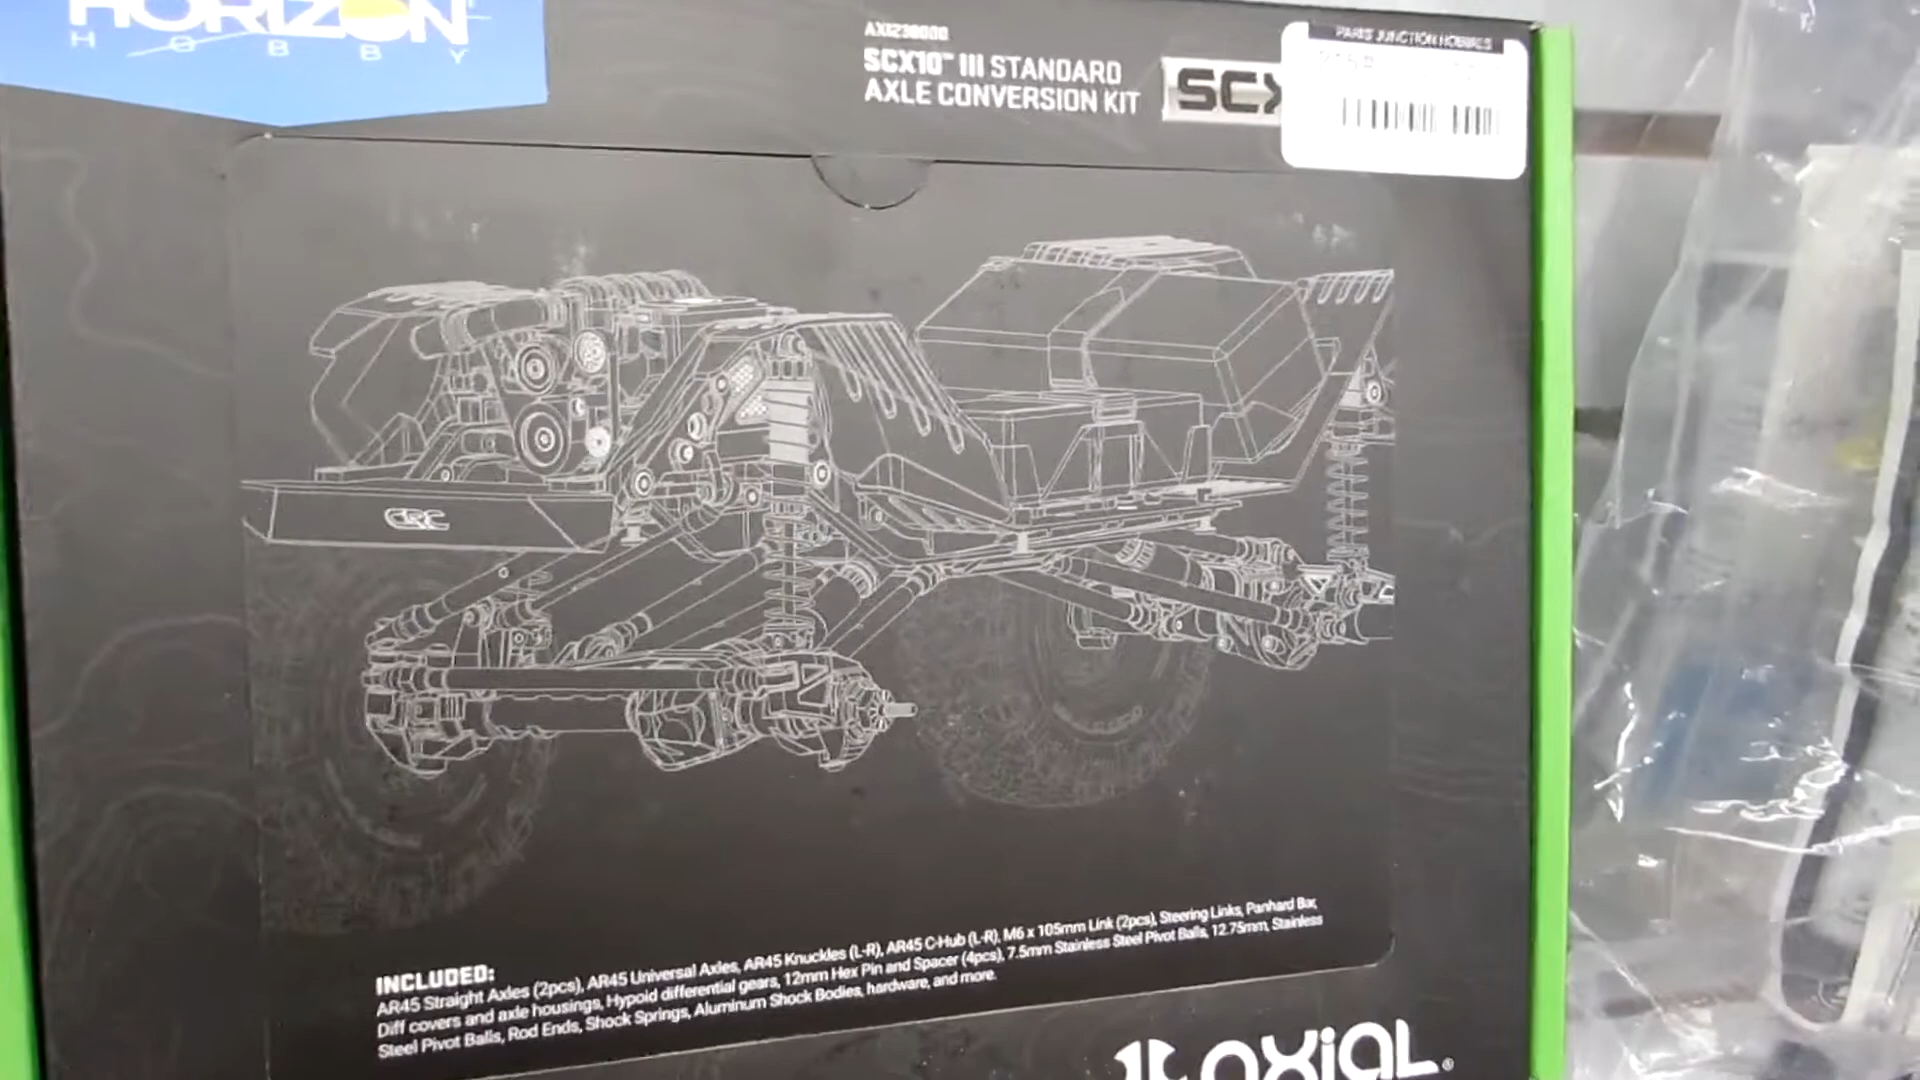 HORIZON
HOBBY
AXI230000
SCX10™ III STANDARD
AXLE CONVERSION KIT
SCX
PARIS JUNCTION HOBBIES
CRC
INCLUDED:
AR45 Straight Axles (2pcs), AR45 Universal Axles, AR45 Knuckles (L-R), AR45 C-Hub (L-R), M6 x 105mm Link (2pcs), Steering Links, Panhard Bar,
Diff covers and axle housings, Hypoid differential gears, 12mm Hex Pin and Spacer (4pcs), 7.5mm Stainless Steel Pivot Balls, 12.75mm, Stainless
Steel Pivot Balls, Rod Ends, Shock Springs, Aluminum Shock Bodies, hardware, and more.
axial®